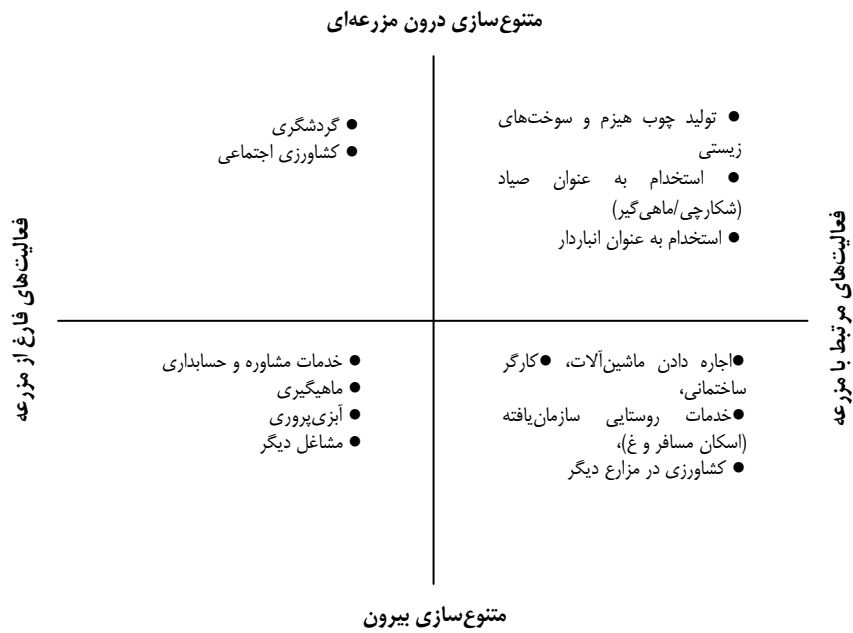 متنوع‌سازی درون مزرعه‌ای
● تولید چوب هیزم و سوخت‌های
زیستی
● استخدام به عنوان صیاد
(شکارچی/ماهی‌گیر)
● استخدام به عنوان انباردار
● گردشگری
● کشاورزی اجتماعی
فعالیت‌های مرتبط با مزرعه
فعالیت‌های فارغ از مزرعه
●اجاره دادن ماشین‌آلات، ●کارگر
ساختمانی،
●خدمات روستایی سازمان‌یافته
(اسکان مسافر و غ)،
● کشاورزی در مزارع دیگر
● خدمات مشاوره و حسابداری
● ماهیگیری
● آبزی‌پروری
● مشاغل دیگر
متنوع‌سازی بیرون